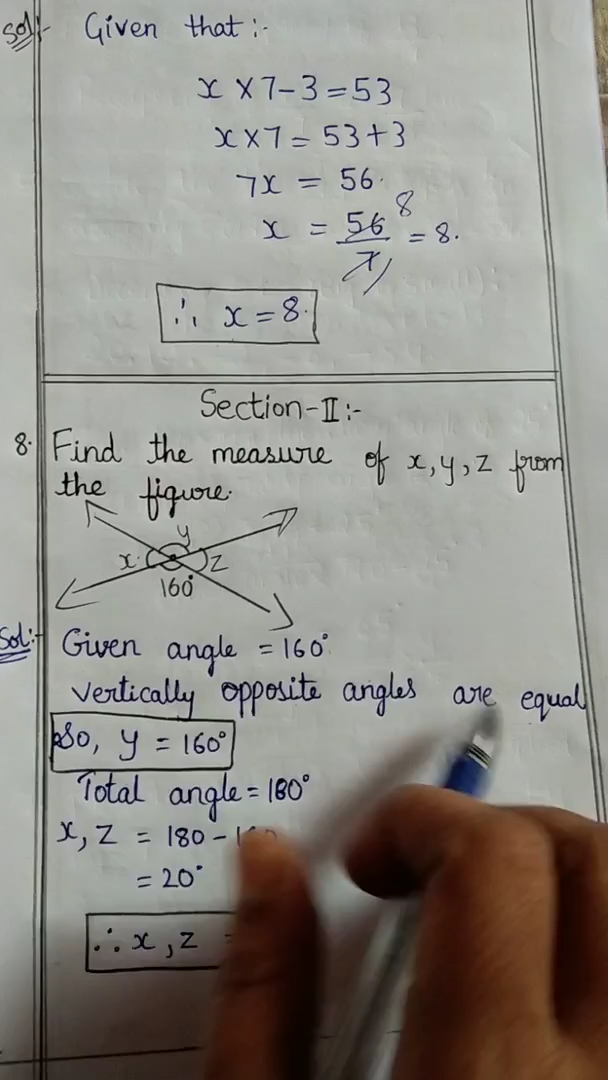 Sol:- Given that :-
x × 7 - 3 = 53
x × 7 = 53 + 3
7x = 56.
x = 56/7 8 = 8.
∴ x = 8.
Section-II:-
8. Find the measure of x, y, z from
the figure.
y
x z
160°
Sol:- Given angle = 160°
Vertically opposite angles are equal
So, y = 160°
Total angle = 180°
x, z = 180 -
= 20°
∴ x, z